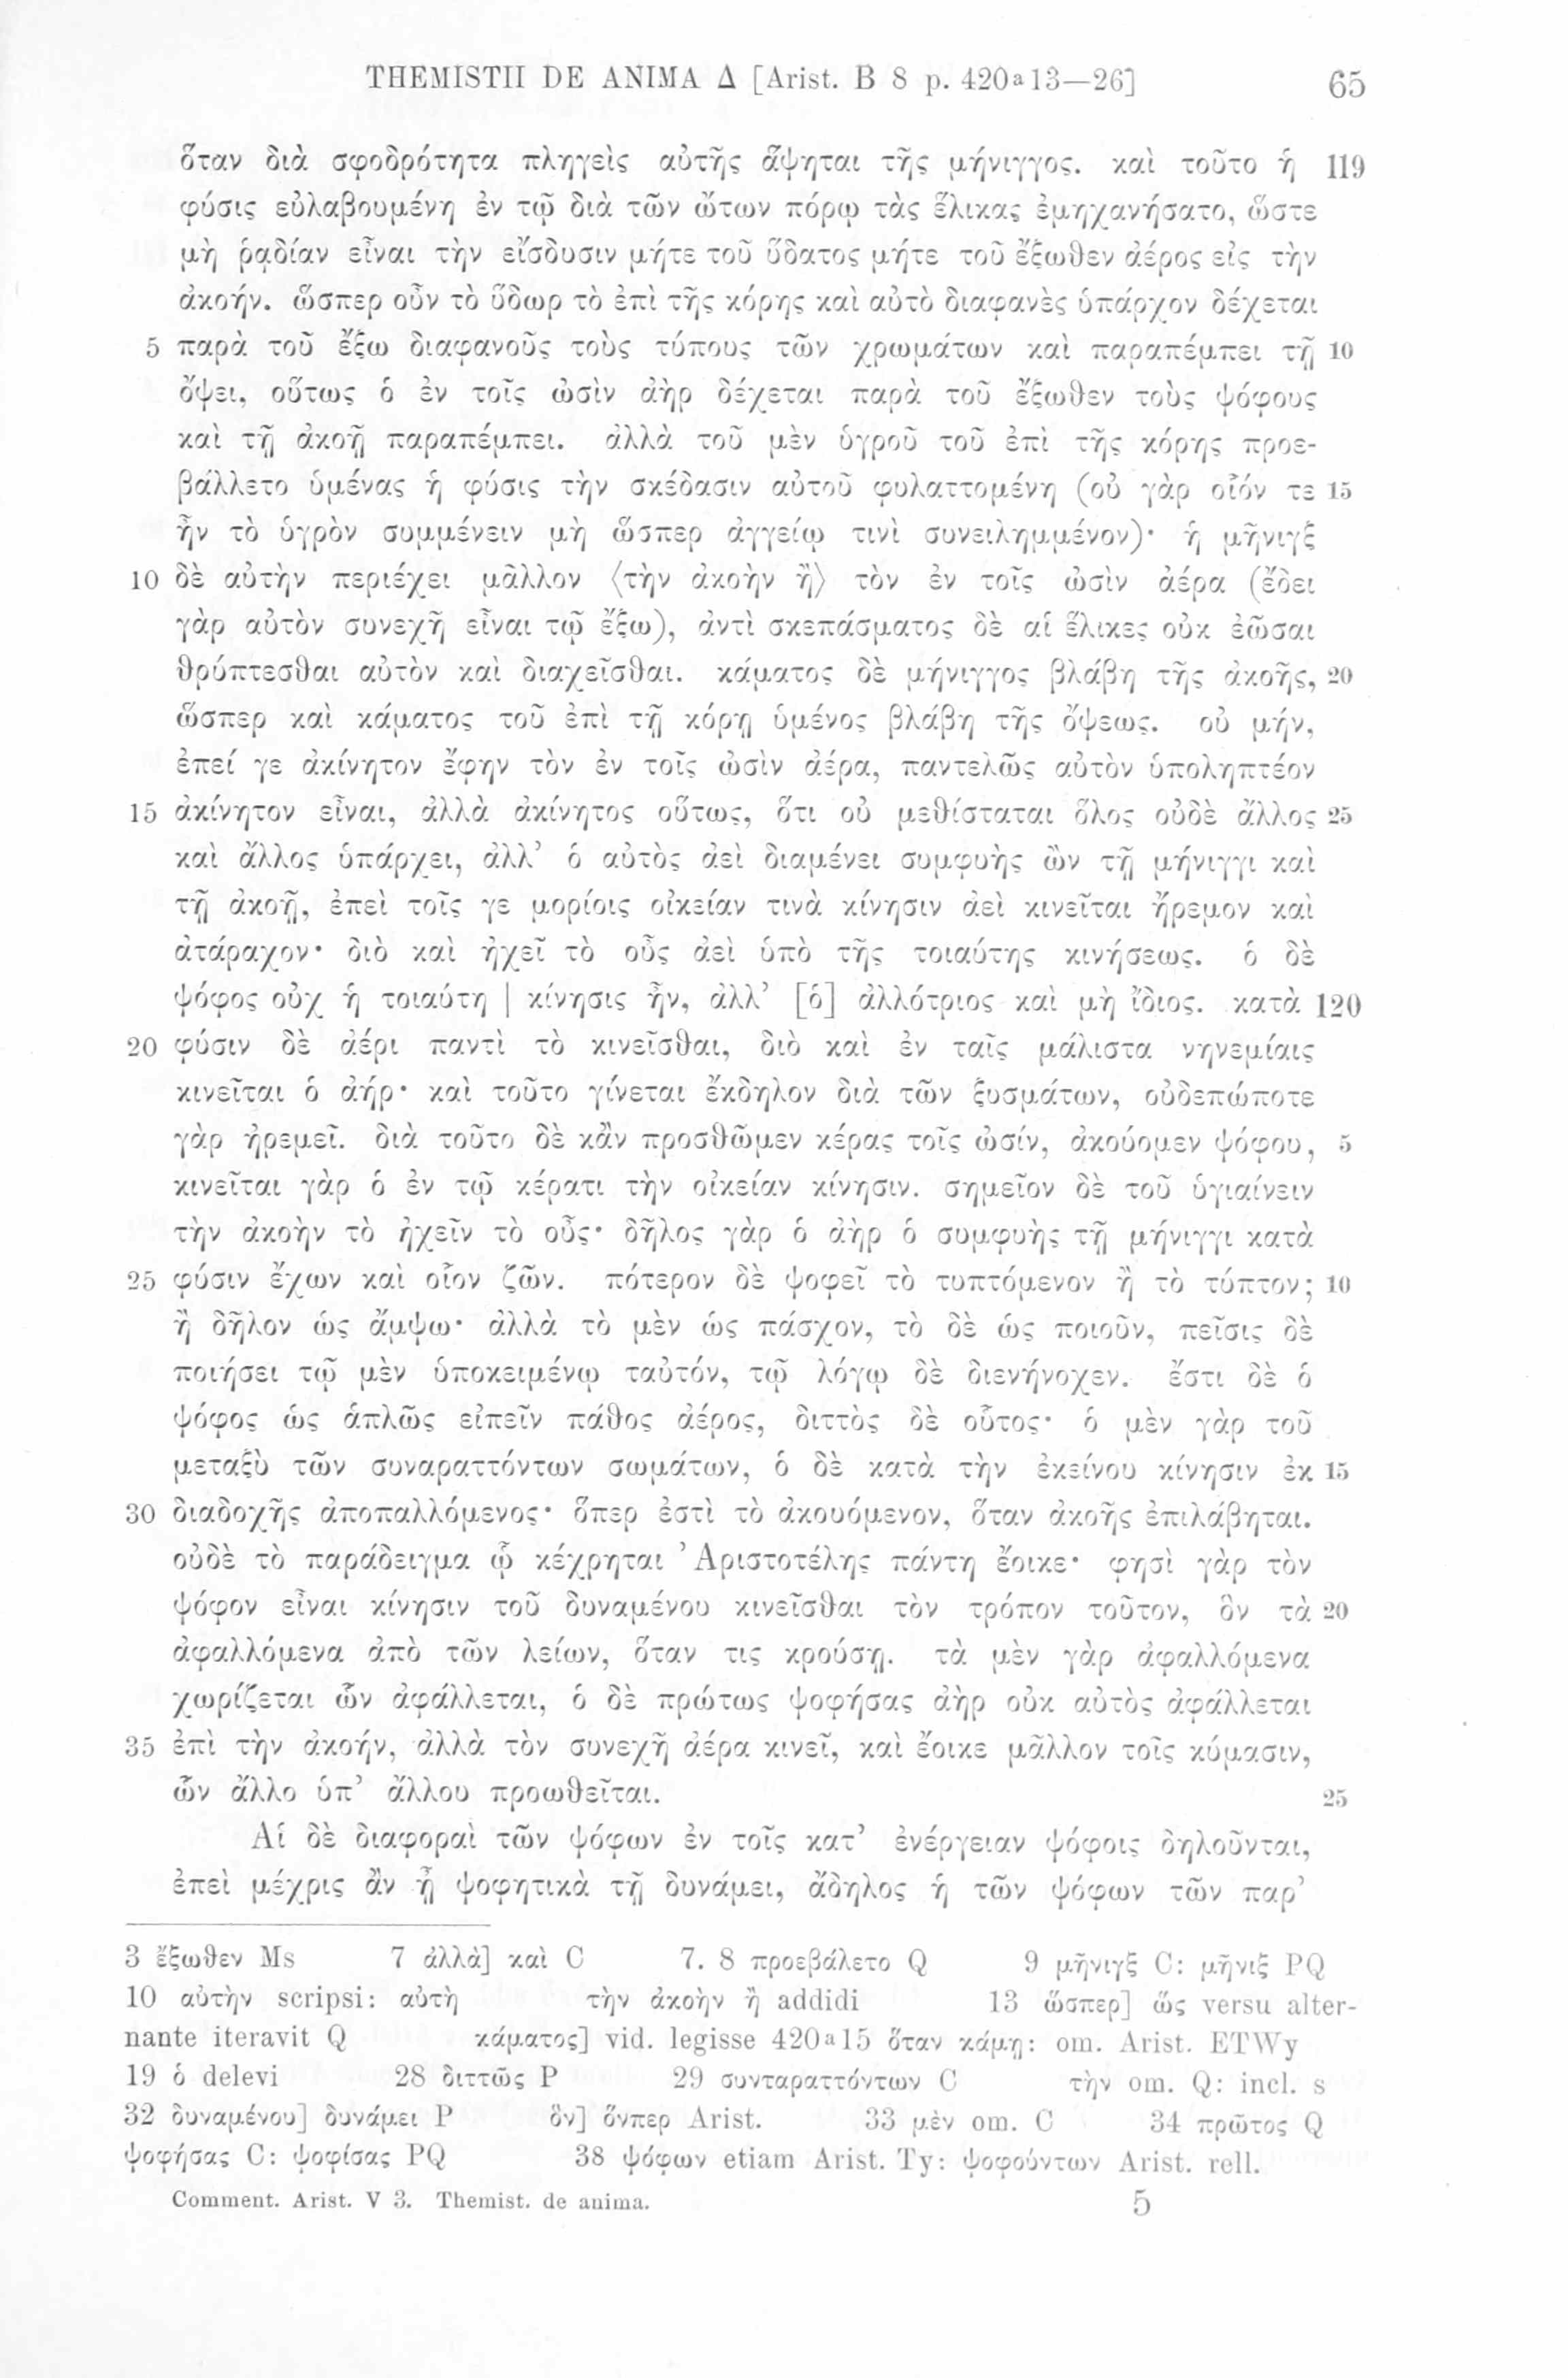 THEMISTII DE ANIMA Δ [Arist. B 8 p. 420a13—26] 65
ὅταν διὰ σφοδρότητα πληγεὶς αὐτῆς ἅψηται τῆς μήνιγγος. καὶ τοῦτο ἡ 119
φύσις εὐλαβουμένη ἐν τῷ διὰ τῶν ὤτων πόρῳ τὰς ἕλικας ἐμηχανήσατο, ὥστε
μὴ ῥᾳδίαν εἶναι τὴν εἴσδυσιν μήτε τοῦ ὕδατος μήτε τοῦ ἔξωθεν ἀέρος εἰς τὴν
ἀκοήν. ὥσπερ οὖν τὸ ὕδωρ τὸ ἐπὶ τῆς κόρης καὶ αὐτὸ διαφανὲς ὑπάρχον δέχεται
5 παρὰ τοῦ ἔξω διαφανοῦς τοὺς τύπους τῶν χρωμάτων καὶ παραπέμπει τῇ 10
ὄψει, οὕτως ὁ ἐν τοῖς ὠσὶν ἀὴρ δέχεται παρὰ τοῦ ἔξωθεν τοὺς ψόφους
καὶ τῇ ἀκοῇ παραπέμπει. ἀλλὰ τοῦ μὲν ὑγροῦ τοῦ ἐπὶ τῆς κόρης προε-
βάλλετο ὑμένας ἡ φύσις τὴν σκέδασιν αὐτοῦ φυλαττομένη (οὐ γὰρ οἷόν τε 15
ἦν τὸ ὑγρὸν συμμένειν μὴ ὥσπερ ἀγγείῳ τινὶ συνειλημμένον)· ἡ μῆνιγξ
10 δὲ αὐτὴν περιέχει μᾶλλον ⟨τὴν ἀκοὴν ἢ⟩ τὸν ἐν τοῖς ὠσὶν ἀέρα (ἔδει
γὰρ αὐτὸν συνεχῆ εἶναι τῷ ἔξω), ἀντὶ σκεπάσματος δὲ αἱ ἕλικες οὐκ ἐῶσαι
θρύπτεσθαι αὐτὸν καὶ διαχεῖσθαι. κάματος δὲ μήνιγγος βλάβη τῆς ἀκοῆς, 20
ὥσπερ καὶ κάματος τοῦ ἐπὶ τῇ κόρῃ ὑμένος βλάβη τῆς ὄψεως. οὐ μήν,
ἐπεί γε ἀκίνητον ἔφην τὸν ἐν τοῖς ὠσὶν ἀέρα, παντελῶς αὐτὸν ὑποληπτέον
15 ἀκίνητον εἶναι, ἀλλὰ ἀκίνητος οὕτως, ὅτι οὐ μεθίσταται ὅλος οὐδὲ ἄλλος 25
καὶ ἄλλος ὑπάρχει, ἀλλ’ ὁ αὐτὸς ἀεὶ διαμένει συμφυὴς ὢν τῇ μήνιγγι καὶ
τῇ ἀκοῇ, ἐπεὶ τοῖς γε μορίοις οἰκείαν τινὰ κίνησιν ἀεὶ κινεῖται ἤρεμον καὶ
ἀτάραχον· διὸ καὶ ἠχεῖ τὸ οὖς ἀεὶ ὑπὸ τῆς τοιαύτης κινήσεως. ὁ δὲ
ψόφος οὐχ ἡ τοιαύτη | κίνησις ἦν, ἀλλ’ [ὁ] ἀλλότριος καὶ μὴ ἴδιος. κατὰ 120
20 φύσιν δὲ ἀέρι παντὶ τὸ κινεῖσθαι, διὸ καὶ ἐν ταῖς μάλιστα νηνεμίαις
κινεῖται ὁ ἀήρ· καὶ τοῦτο γίνεται ἔκδηλον διὰ τῶν ξυσμάτων, οὐδεπώποτε
γὰρ ἠρεμεῖ. διὰ τοῦτο δὲ κἂν προσθῶμεν κέρας τοῖς ὠσίν, ἀκούομεν ψόφου, 5
κινεῖται γὰρ ὁ ἐν τῷ κέρατι τὴν οἰκείαν κίνησιν. σημεῖον δὲ τοῦ ὑγιαίνειν
τὴν ἀκοὴν τὸ ἠχεῖν τὸ οὖς· δῆλος γὰρ ὁ ἀὴρ ὁ συμφυὴς τῇ μήνιγγι κατὰ
25 φύσιν ἔχων καὶ οἷον ζῶν. πότερον δὲ ψοφεῖ τὸ τυπτόμενον ἢ τὸ τύπτον; 10
ἢ δῆλον ὡς ἄμφω· ἀλλὰ τὸ μὲν ὡς πάσχον, τὸ δὲ ὡς ποιοῦν, πεῖσις δὲ
ποιήσει τῷ μὲν ὑποκειμένῳ ταὐτόν, τῷ λόγῳ δὲ διενήνοχεν. ἔστι δὲ ὁ
ψόφος ὡς ἁπλῶς εἰπεῖν πάθος ἀέρος, διττὸς δὲ οὗτος· ὁ μὲν γὰρ τοῦ
μεταξὺ τῶν συναραττόντων σωμάτων, ὁ δὲ κατὰ τὴν ἐκείνου κίνησιν ἐκ 15
30 διαδοχῆς ἀποπαλλόμενος· ὅπερ ἐστὶ τὸ ἀκουόμενον, ὅταν ἀκοῆς ἐπιλάβηται.
οὐδὲ τὸ παράδειγμα ᾧ κέχρηται Ἀριστοτέλης πάντη ἔοικε· φησὶ γὰρ τὸν
ψόφον εἶναι κίνησιν τοῦ δυναμένου κινεῖσθαι τὸν τρόπον τοῦτον, ὃν τὰ 20
ἀφαλλόμενα ἀπὸ τῶν λείων, ὅταν τις κρούσῃ. τὰ μὲν γὰρ ἀφαλλόμενα
χωρίζεται ὧν ἀφάλλεται, ὁ δὲ πρώτως ψοφήσας ἀὴρ οὐκ αὐτὸς ἀφάλλεται
35 ἐπὶ τὴν ἀκοήν, ἀλλὰ τὸν συνεχῆ ἀέρα κινεῖ, καὶ ἔοικε μᾶλλον τοῖς κύμασιν,
ὧν ἄλλο ὑπ’ ἄλλου προωθεῖται. 25
Αἱ δὲ διαφοραὶ τῶν ψόφων ἐν τοῖς κατ’ ἐνέργειαν ψόφοις δηλοῦνται,
ἐπεὶ μέχρις ἂν ᾖ ψοφητικὰ τῇ δυνάμει, ἄδηλος ἡ τῶν ψόφων τῶν παρ’
3 ἔξωθεν Ms 7 ἀλλὰ] καὶ C 7. 8 προεβάλετο Q 9 μῆνιγξ C: μῆνιξ PQ
10 αὐτὴν scripsi: αὐτὴ τὴν ἀκοὴν ἢ addidi 13 ὥσπερ] ὡς versu alter-
nante iteravit Q κάματος] vid. legisse 420a15 ὅταν κάμῃ: om. Arist. ETWy
19 ὁ delevi 28 διττῶς P 29 συνταραττόντων C τὴν om. Q: incl. s
32 δυναμένου] δυνάμει P ὃν] ὅνπερ Arist. 33 μὲν om. C 34 πρῶτος Q
ψοφήσας C: ψοφίσας PQ 38 ψόφων etiam Arist. Ty: ψοφούντων Arist. rell.
Comment. Arist. V 3. Themist. de anima. 5